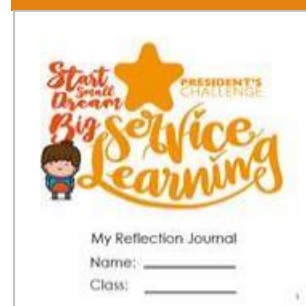 Start
Small
Dream
Big
PRESIDENT'S
CHALLENGE
Service
Learning
My Reflection Journal
Name:
Class: